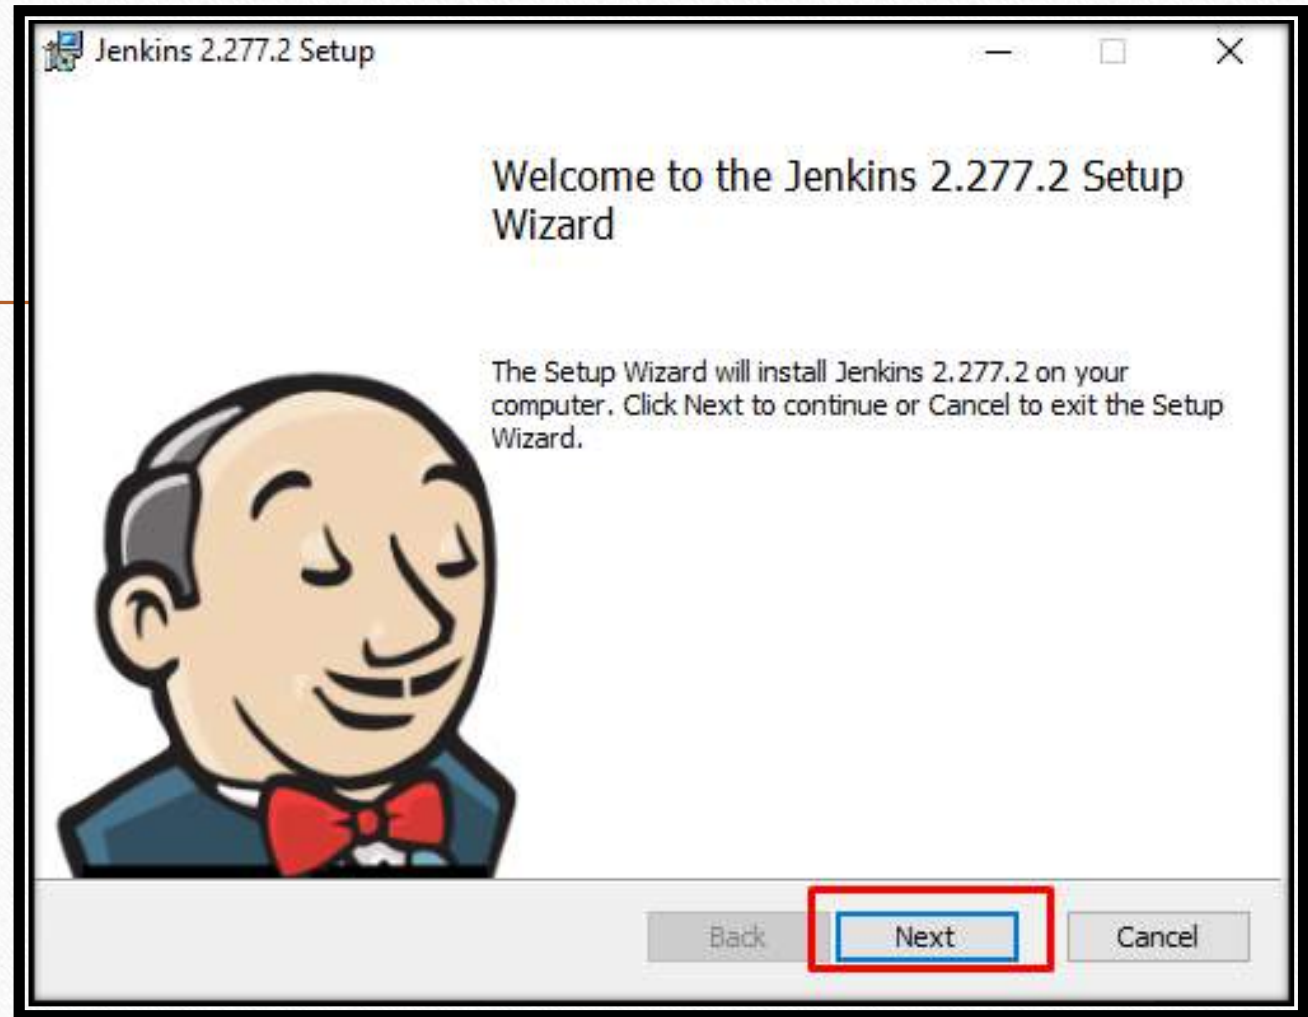 Jenkins 2.277.2 Setup
Welcome to the Jenkins 2.277.2 Setup
Wizard
The Setup Wizard will install Jenkins 2.277.2 on your
computer. Click Next to continue or Cancel to exit the Setup
Wizard.
Back Next Cancel